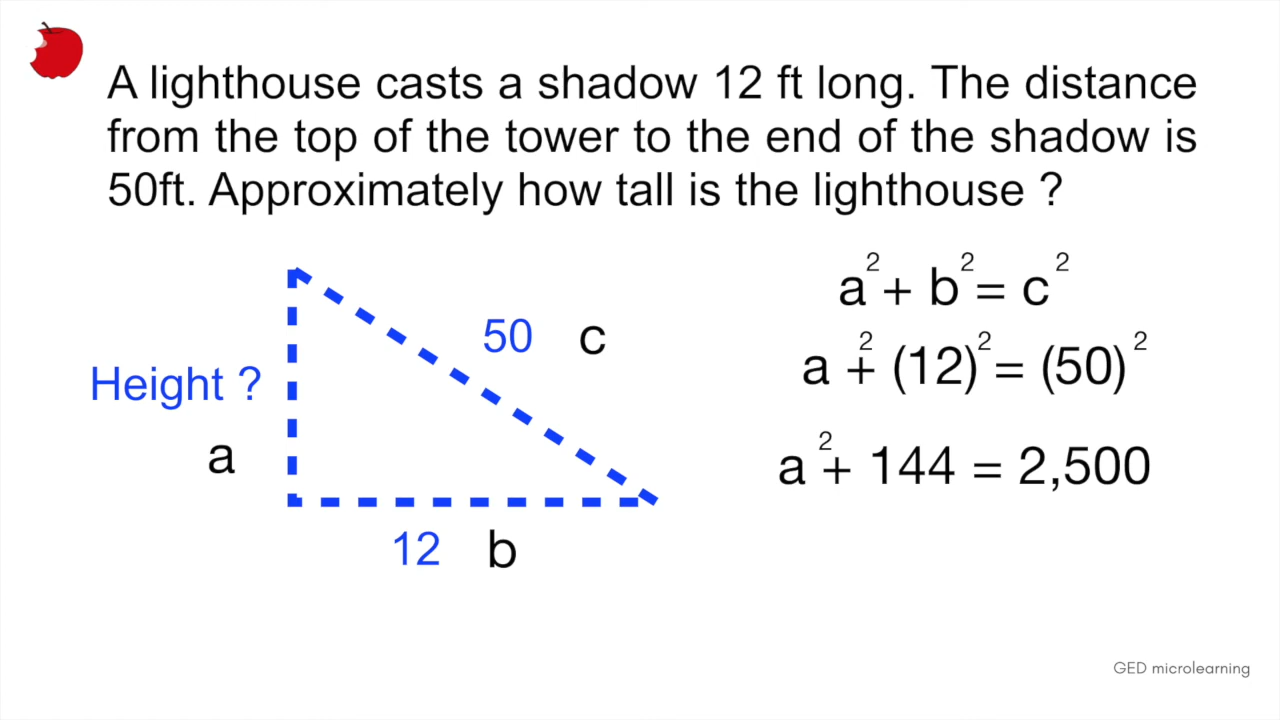 A lighthouse casts a shadow 12 ft long. The distance
from the top of the tower to the end of the shadow is
50ft. Approximately how tall is the lighthouse ?
a² + b² = c²
50 c
a² + (12)² = (50)²
Height ?
a
a² + 144 = 2,500
12 b
GED microlearning